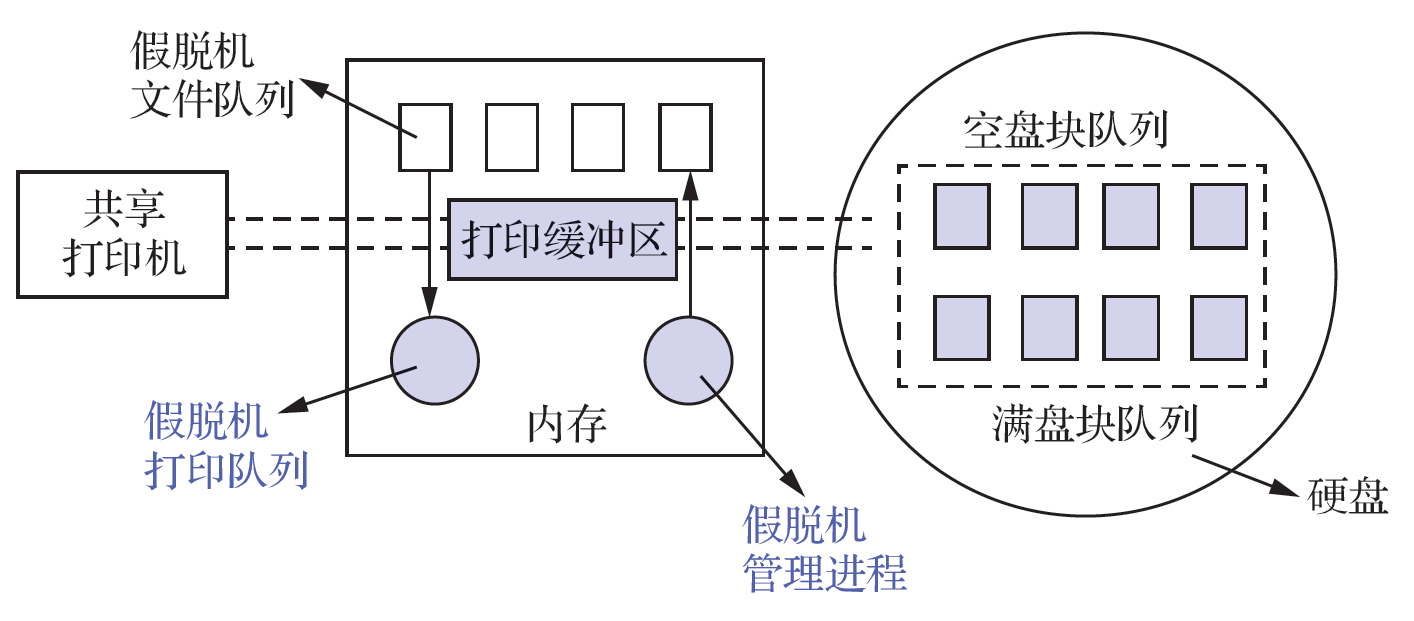 假脱机
文件队列
空盘块队列
共享
打印机
打印缓冲区
假脱机
打印队列
内存
满盘块队列
硬盘
假脱机
管理进程